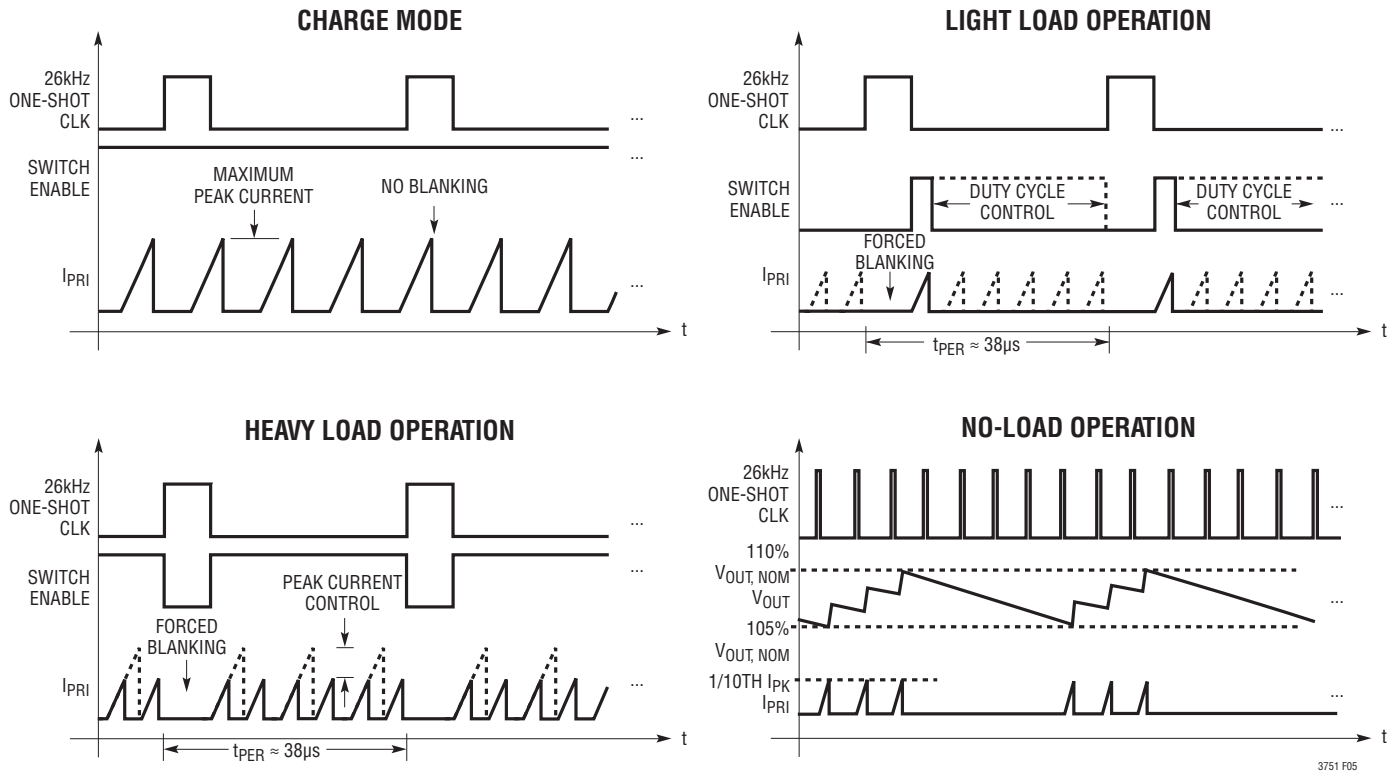 CHARGE MODE
26kHz
ONE-SHOT
CLK
...
SWITCH
ENABLE
...
MAXIMUM
PEAK CURRENT
NO BLANKING
IPRI
...
t
LIGHT LOAD OPERATION
26kHz
ONE-SHOT
CLK
...
SWITCH
ENABLE
DUTY CYCLE
CONTROL
DUTY CYCLE
CONTROL
...
FORCED
BLANKING
IPRI
...
t
tPER ≈ 38µs
HEAVY LOAD OPERATION
26kHz
ONE-SHOT
CLK
...
SWITCH
ENABLE
...
PEAK CURRENT
CONTROL
FORCED
BLANKING
IPRI
...
t
tPER ≈ 38µs
NO-LOAD OPERATION
26kHz
ONE-SHOT
CLK
...
110%
VOUT, NOM
VOUT
...
105%
VOUT, NOM
1/10TH IPK
IPRI
...
t
3751 F05